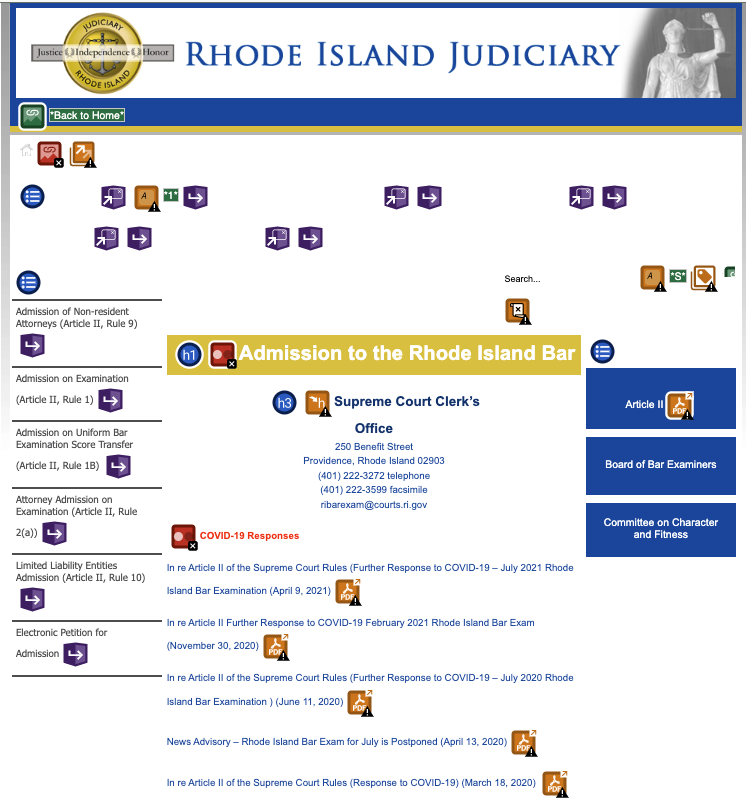 JUDICIARY
Justice Independence Honor
RHODE ISLAND
RHODE ISLAND JUDICIARY
*Back to Home*
A *1*
Search...
A *S*
Admission of Non-resident
Attorneys (Article II, Rule 9)
Admission on Examination
(Article II, Rule 1)
Admission on Uniform Bar
Examination Score Transfer
(Article II, Rule 1B)
Attorney Admission on
Examination (Article II, Rule
2(a))
Limited Liability Entities
Admission (Article II, Rule 10)
Electronic Petition for
Admission
h1 Admission to the Rhode Island Bar
h3 h Supreme Court Clerk's
Office
250 Benefit Street
Providence, Rhode Island 02903
(401) 222-3272 telephone
(401) 222-3599 facsimile
ribarexam@courts.ri.gov
COVID-19 Responses
In re Article II of the Supreme Court Rules (Further Response to COVID-19 – July 2021 Rhode
Island Bar Examination (April 9, 2021) PDF
In re Article II Further Response to COVID-19 February 2021 Rhode Island Bar Exam
(November 30, 2020) PDF
In re Article II of the Supreme Court Rules (Further Response to COVID-19 – July 2020 Rhode
Island Bar Examination ) (June 11, 2020) PDF
News Advisory – Rhode Island Bar Exam for July is Postponed (April 13, 2020) PDF
In re Article II of the Supreme Court Rules (Response to COVID-19) (March 18, 2020) PDF
Article II PDF
Board of Bar Examiners
Committee on Character
and Fitness